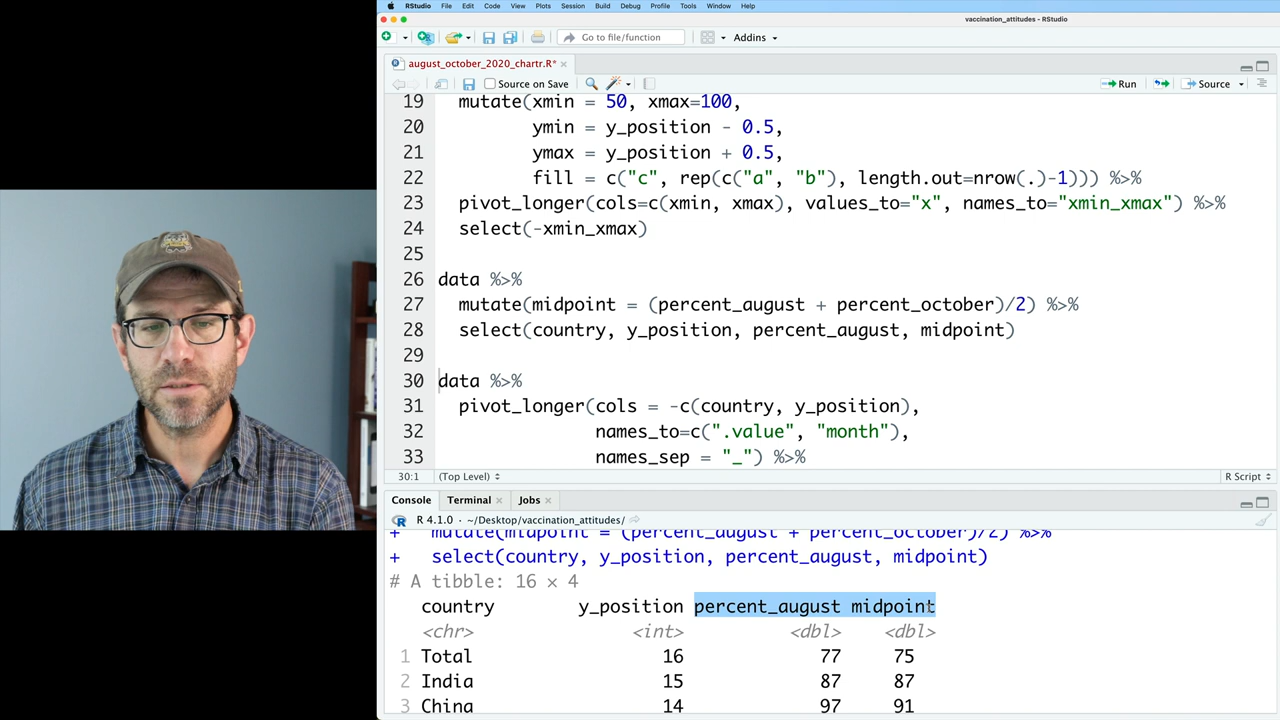 RStudio File Edit Code View Plots Session Build Debug Profile Tools Window Help
vaccination_attitudes - RStudio
Go to file/function Addins
august_october_2020_chartr.R*
Source on Save Run Source
19 mutate(xmin = 50, xmax=100,
20 ymin = y_position - 0.5,
21 ymax = y_position + 0.5,
22 fill = c("c", rep(c("a", "b"), length.out=nrow(.)-1))) %>%
23 pivot_longer(cols=c(xmin, xmax), values_to="x", names_to="xmin_xmax") %>%
24 select(-xmin_xmax)
25
26 data %>%
27 mutate(midpoint = (percent_august + percent_october)/2) %>%
28 select(country, y_position, percent_august, midpoint)
29
30 data %>%
31 pivot_longer(cols = -c(country, y_position),
32 names_to=c(".value", "month"),
33 names_sep = "_") %>%
30:1 (Top Level) R Script
Console Terminal Jobs
R 4.1.0 · ~/Desktop/vaccination_attitudes/
+ mutate(midpoint = (percent_august + percent_october)/2) %>%
+ select(country, y_position, percent_august, midpoint)
# A tibble: 16 × 4
country y_position percent_august midpoint
<chr> <int> <dbl> <dbl>
1 Total 16 77 75
2 India 15 87 87
3 China 14 97 91